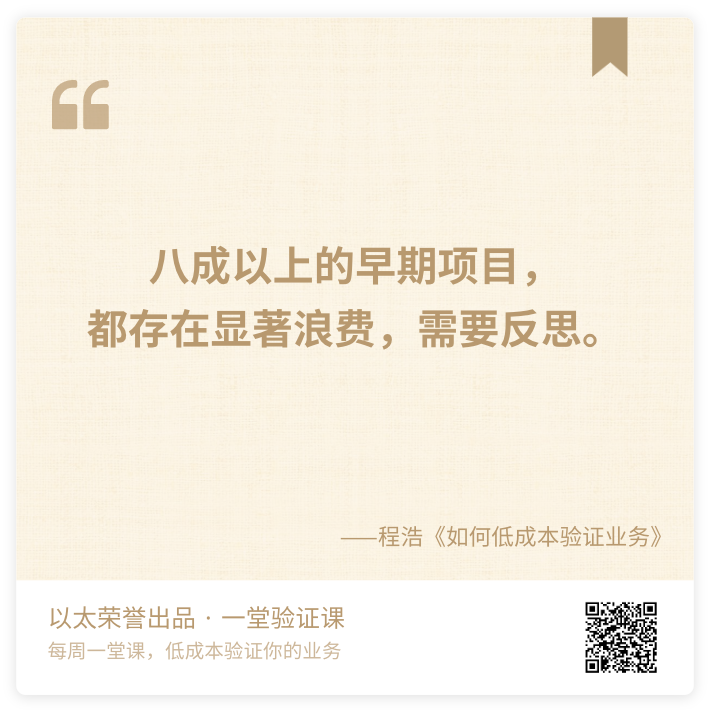 八成以上的早期项目，
都存在显著浪费，需要反思。
——程浩《如何低成本验证业务》
以太荣誉出品 · 一堂验证课
每周一堂课，低成本验证你的业务